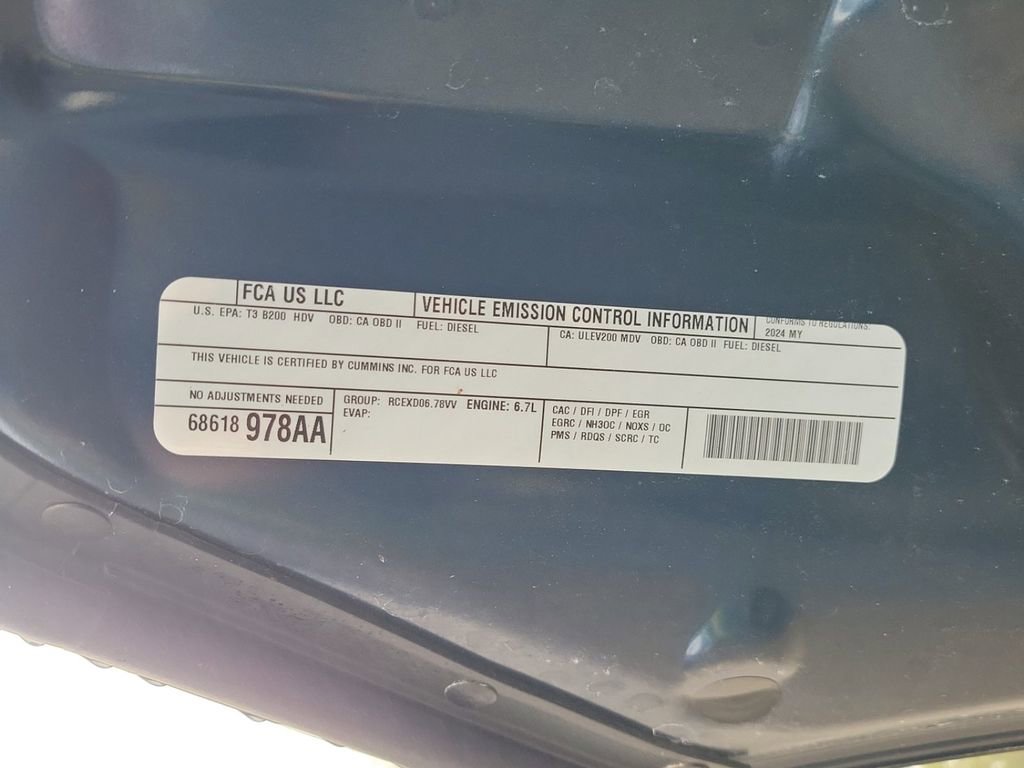 FCA US LLC
VEHICLE EMISSION CONTROL INFORMATION
CONFORMS TO REGULATIONS:
2024 MY
U.S. EPA: T3 B200 HDV OBD: CA OBD II FUEL: DIESEL
CA: ULEV200 MDV OBD: CA OBD II FUEL: DIESEL
THIS VEHICLE IS CERTIFIED BY CUMMINS INC. FOR FCA US LLC
NO ADJUSTMENTS NEEDED
68618 978AA
GROUP: RCEXD06.78VV ENGINE: 6.7L
EVAP:
CAC / DFI / DPF / EGR
EGRC / NH3OC / NOXS / OC
PMS / RDQS / SCRC / TC